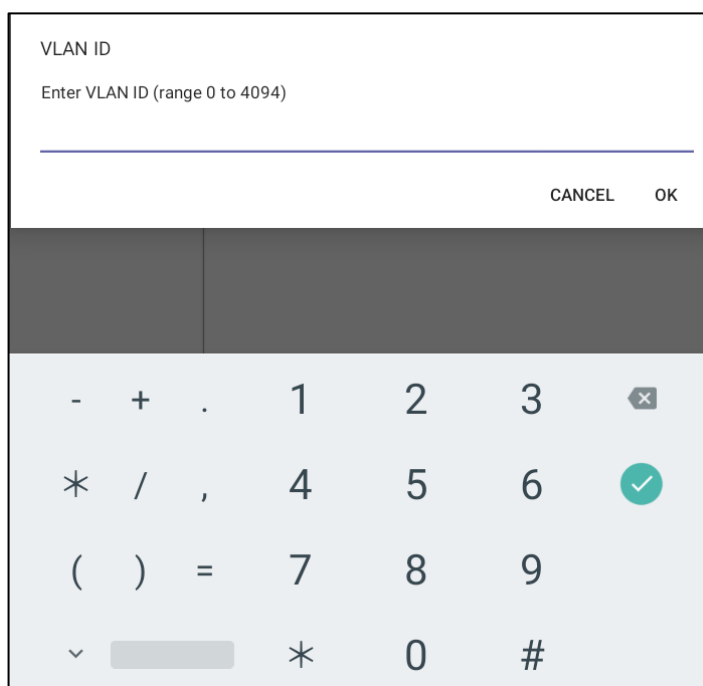 VLAN ID
Enter VLAN ID (range 0 to 4094)
CANCEL OK
- + . 1 2 3
* / , 4 5 6
( ) = 7 8 9
* 0 #